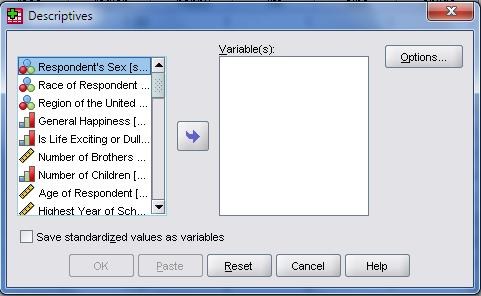 Descriptives
Variable(s):
Options...
Respondent's Sex [s...
Race of Respondent ...
Region of the United ...
General Happiness [...
Is Life Exciting or Dull...
Number of Brothers ...
Number of Children [...
Age of Respondent [...
Highest Year of Sch...
Save standardized values as variables
OK Paste Reset Cancel Help